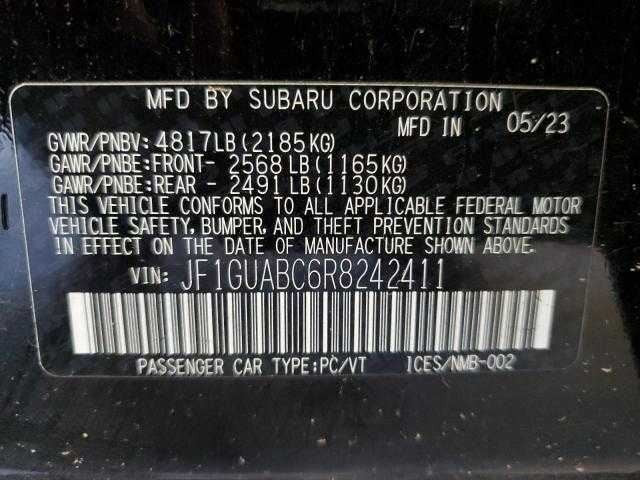 MFD BY SUBARU CORPORATION
MFD IN 05/23
GVWR/PNBV: 4817LB(2185KG)
GAWR/PNBE:FRONT- 2568 LB(1165KG)
GAWR/PNBE:REAR - 2491 LB(1130KG)
THIS VEHICLE CONFORMS TO ALL APPLICABLE FEDERAL MOTOR
VEHICLE SAFETY, BUMPER, AND THEFT PREVENTION STANDARDS
IN EFFECT ON THE DATE OF MANUFACTURE SHOWN ABOVE.
VIN: JF1GUABC6R8242411
PASSENGER CAR TYPE:PC/VT ICES/NMB-002